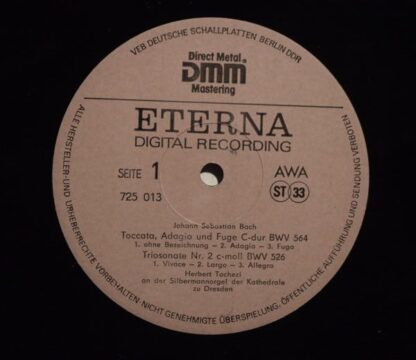 VEB DEUTSCHE SCHALLPLATTEN BERLIN DDR
Direct Metal
DMM
Mastering
ETERNA
DIGITAL RECORDING
SEITE 1
AWA
725 013
ST 33
Johann Sebastian Bach
Toccata, Adagio und Fuge C-dur BWV 564
1. ohne Bezeichnung – 2. Adagio – 3. Fuga
Triosonate Nr. 2 c-moll BWV 526
1. Vivace – 2. Largo – 3. Allegro
Herbert Tachezi
an der Silbermannorgel der Kathedrale
zu Dresden
ALLE HERSTELLER-UND URHEBERRECHTE VORBEHALTEN NICHT GENEHMIGTE ÜBERSPIELUNG, ÖFFENTLICHE AUFFÜHRUNG UND SENDUNG VERBOTEN